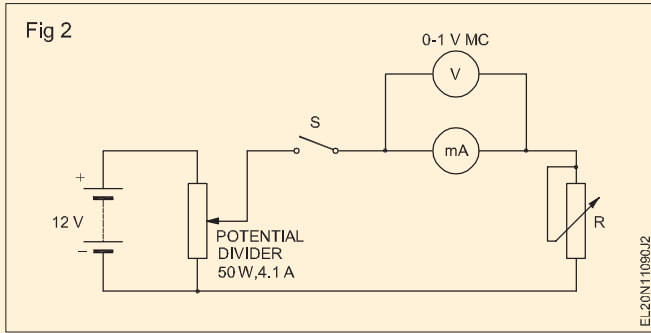 Fig 2
0-1 V MC
V
S
mA
+
12 V
–
POTENTIAL
DIVIDER
50 W,4.1 A
R
EL20N11090J2